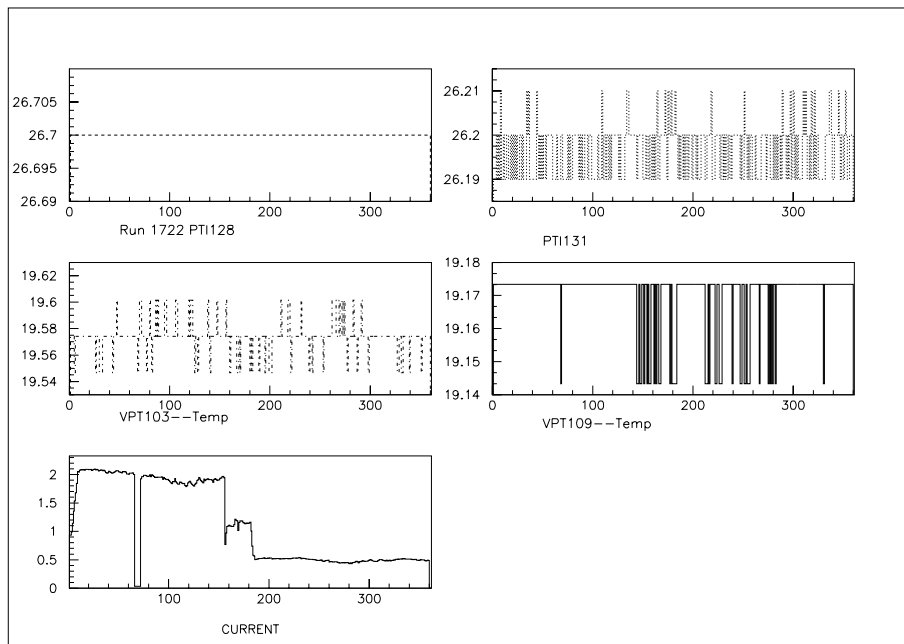 26.705
26.7
26.695
26.69
0 100 200 300
Run 1722 PTI128
26.21
26.2
26.19
0 100 200 300
PTI131
19.62
19.6
19.58
19.56
19.54
0 100 200 300
VPT103--Temp
19.18
19.17
19.16
19.15
19.14
0 100 200 300
VPT109--Temp
2
1.5
1
0.5
0
0 100 200 300
CURRENT